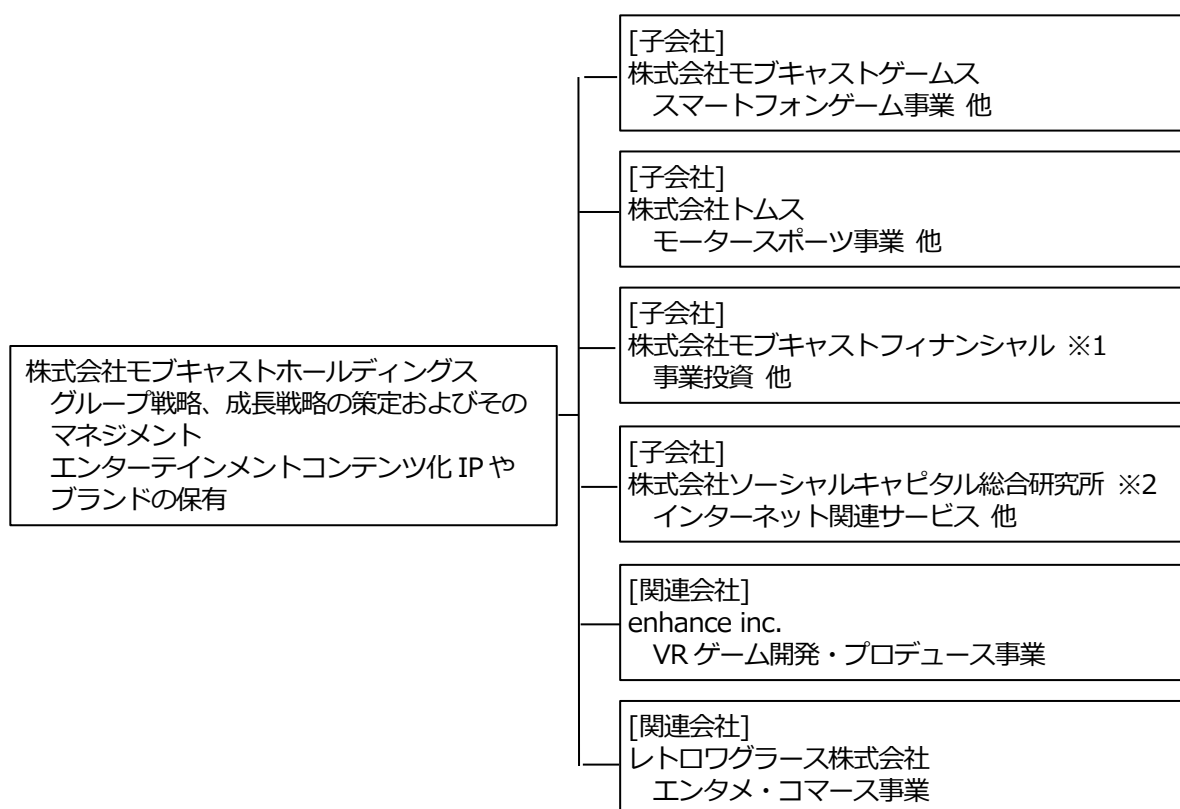 [子会社]
株式会社モブキャストゲームス
スマートフォンゲーム事業 他
[子会社]
株式会社トムス
モータースポーツ事業 他
[子会社]
株式会社モブキャストフィナンシャル ※1
事業投資 他
株式会社モブキャストホールディングス
グループ戦略、成長戦略の策定およびその
マネジメント
エンターテインメントコンテンツ化 IP や
ブランドの保有
[子会社]
株式会社ソーシャルキャピタル総合研究所 ※2
インターネット関連サービス 他
[関連会社]
enhance inc.
VR ゲーム開発・プロデュース事業
[関連会社]
レトロワグラース株式会社
エンタメ・コマース事業